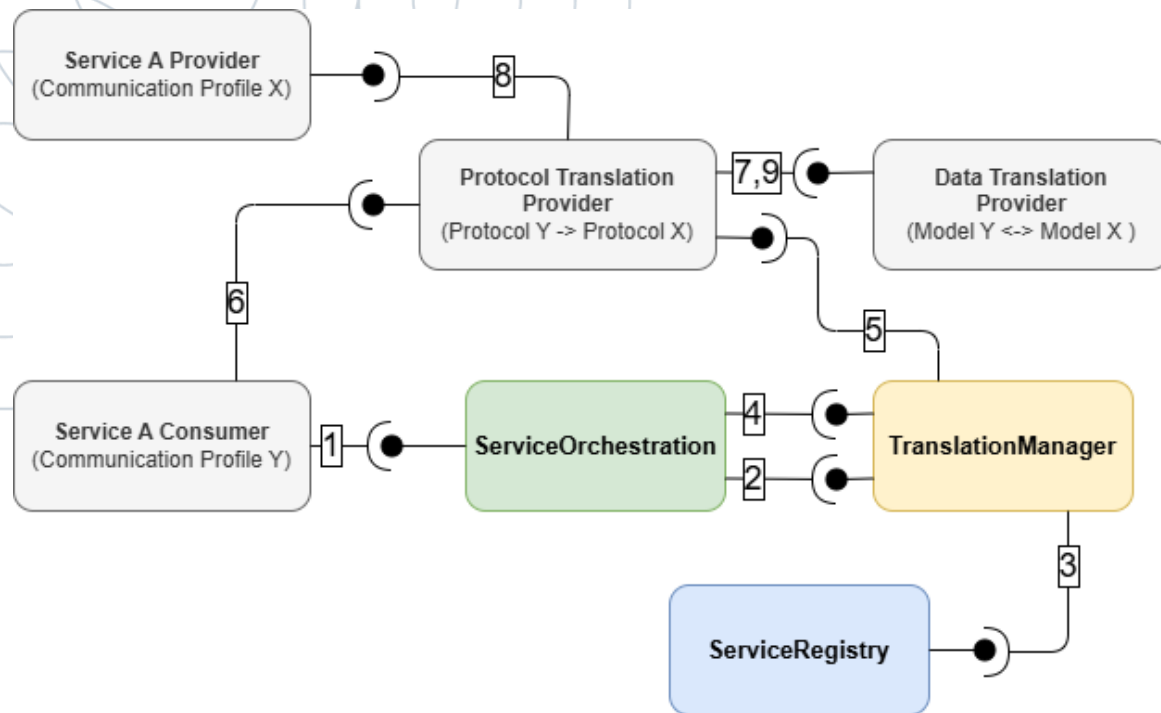 Service A Provider
(Communication Profile X)
8
Protocol Translation
Provider
(Protocol Y -> Protocol X)
7,9
Data Translation
Provider
(Model Y <-> Model X )
6
5
Service A Consumer
(Communication Profile Y)
1
ServiceOrchestration
4
2
TranslationManager
3
ServiceRegistry